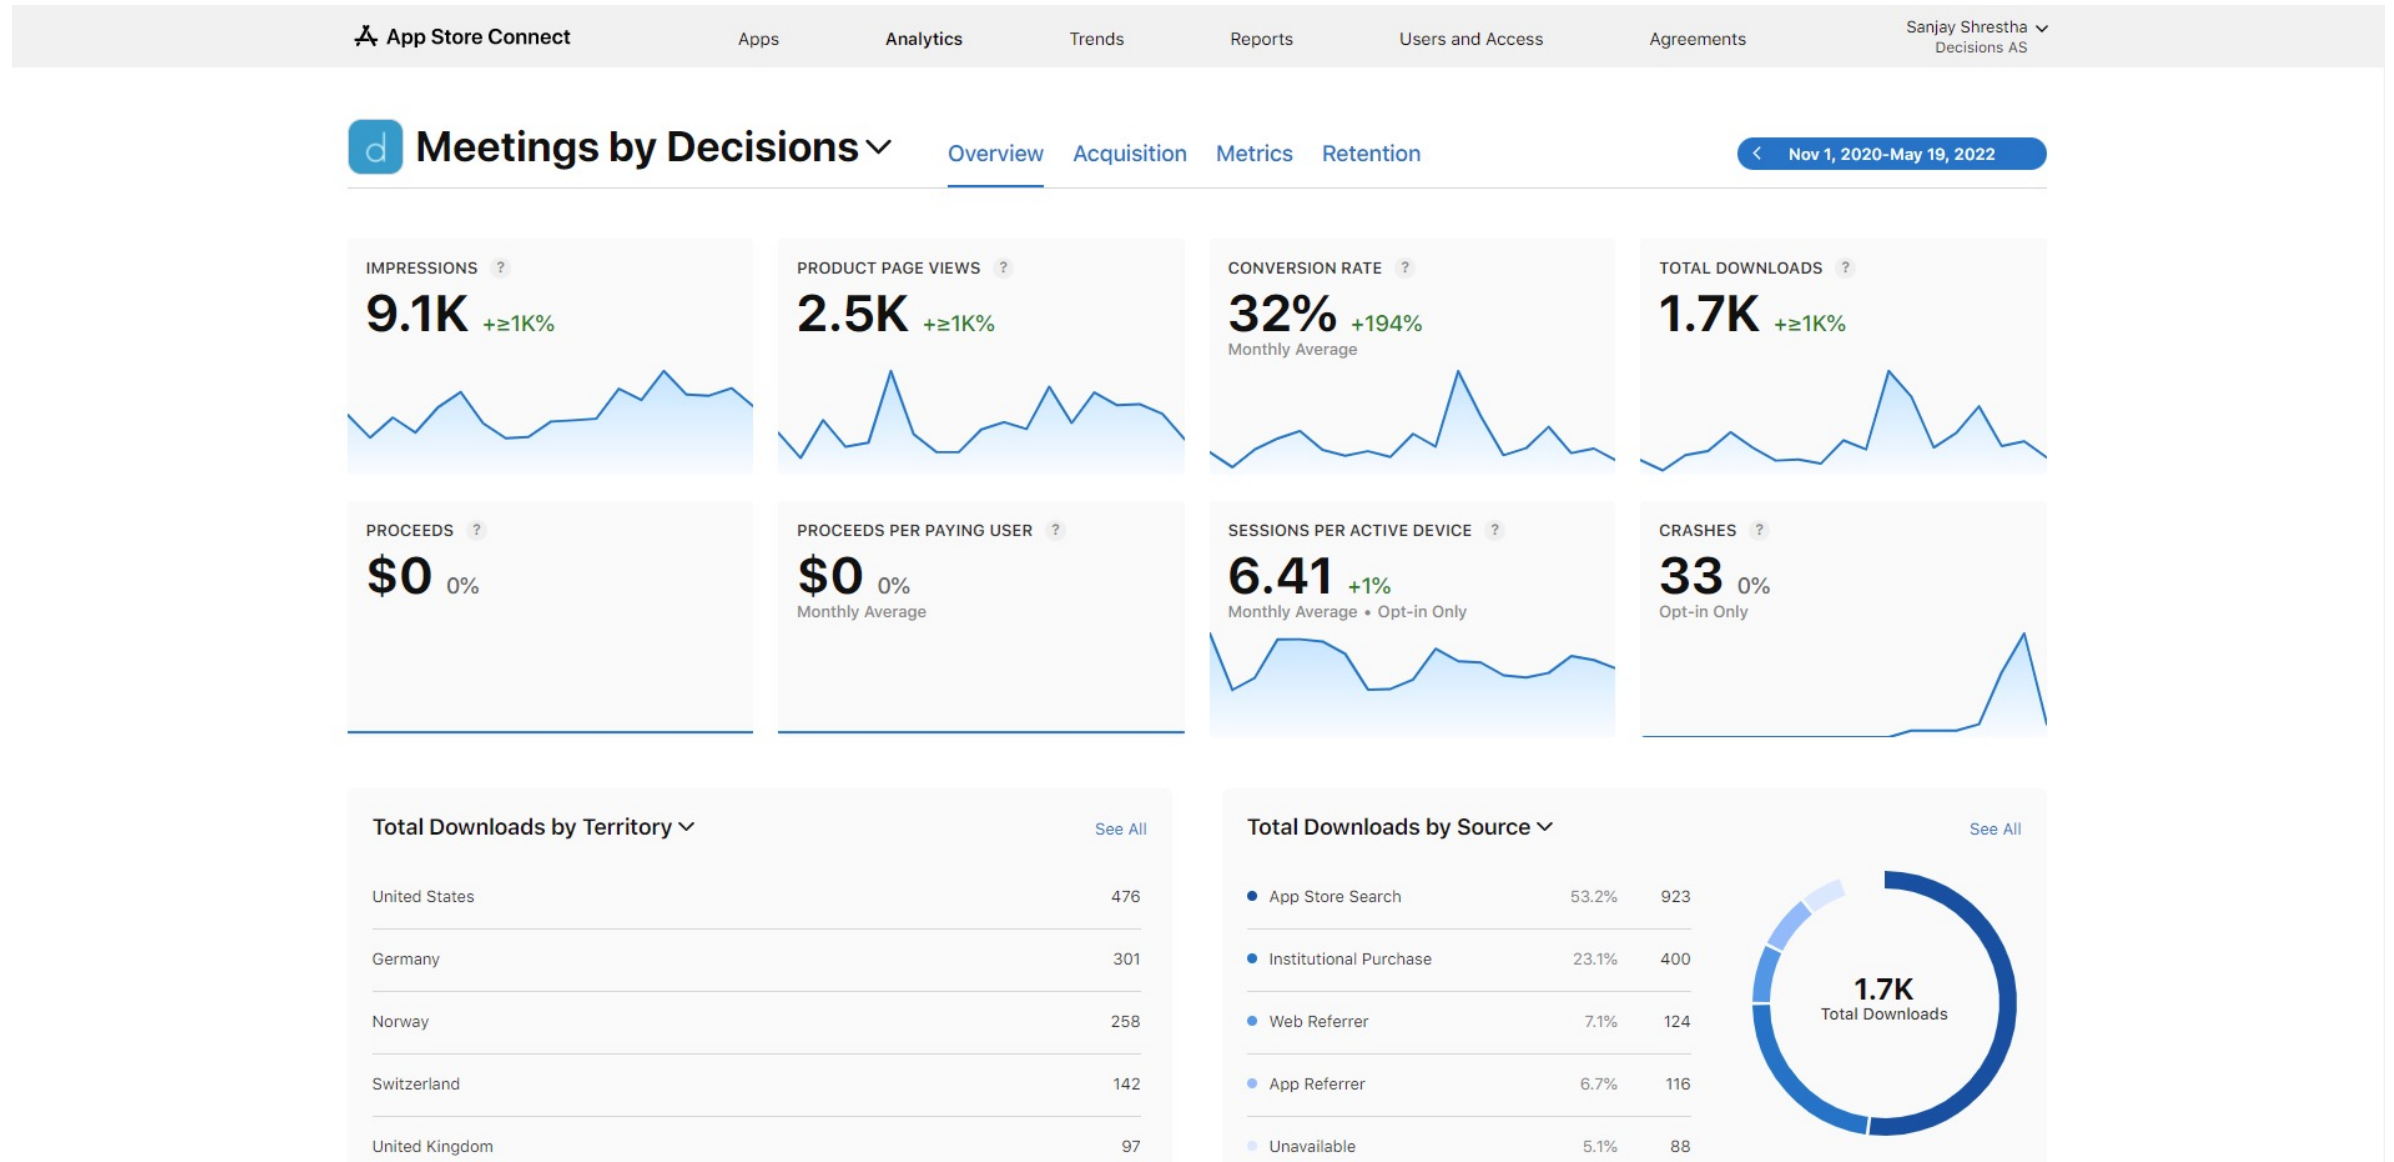 App Store Connect Apps Analytics Trends Reports Users and Access Agreements Sanjay Shrestha
Decisions AS
d Meetings by Decisions Overview Acquisition Metrics Retention Nov 1, 2020-May 19, 2022
IMPRESSIONS ? PRODUCT PAGE VIEWS ? CONVERSION RATE ? TOTAL DOWNLOADS ?
9.1K +≥1K% 2.5K +≥1K% 32% +194% 1.7K +≥1K%
Monthly Average
PROCEEDS ? PROCEEDS PER PAYING USER ? SESSIONS PER ACTIVE DEVICE ? CRASHES ?
$0 0% $0 0% 6.41 +1% 33 0%
Monthly Average Monthly Average • Opt-in Only Opt-in Only
Total Downloads by Territory See All Total Downloads by Source See All
United States 476 App Store Search 53.2% 923
Germany 301 Institutional Purchase 23.1% 400
1.7K
Total Downloads
Norway 258 Web Referrer 7.1% 124
Switzerland 142 App Referrer 6.7% 116
United Kingdom 97 Unavailable 5.1% 88